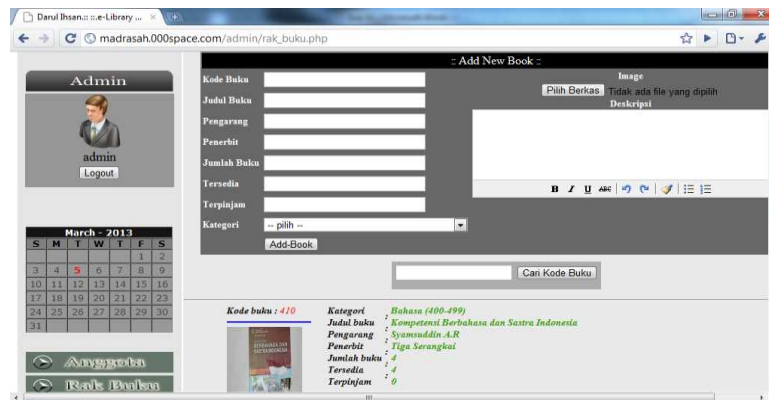 Darul Ihsan.:: ::.e-Library ...
madrasah.000space.com/admin/rak_buku.php
Admin
admin
Logout
March - 2013
S M T W T F S
1 2
3 4 5 6 7 8 9
10 11 12 13 14 15 16
17 18 19 20 21 22 23
24 25 26 27 28 29 30
31
Anggota
Rak Buku
:: Add New Book ::
Kode Buku
Judul Buku
Pengarang
Penerbit
Jumlah Buku
Tersedia
Terpinjam
Kategori -- pilih --
Add-Book
Image
Pilih Berkas Tidak ada file yang dipilih
Deskripsi
B I U ABC
Cari Kode Buku
Kode buku : 410
Kategori : Bahasa (400-499)
Judul buku : Kompetensi Berbahasa dan Sastra Indonesia
Pengarang : Syamsuddin A.R
Penerbit : Tiga Serangkai
Jumlah buku : 4
Tersedia : 4
Terpinjam : 0